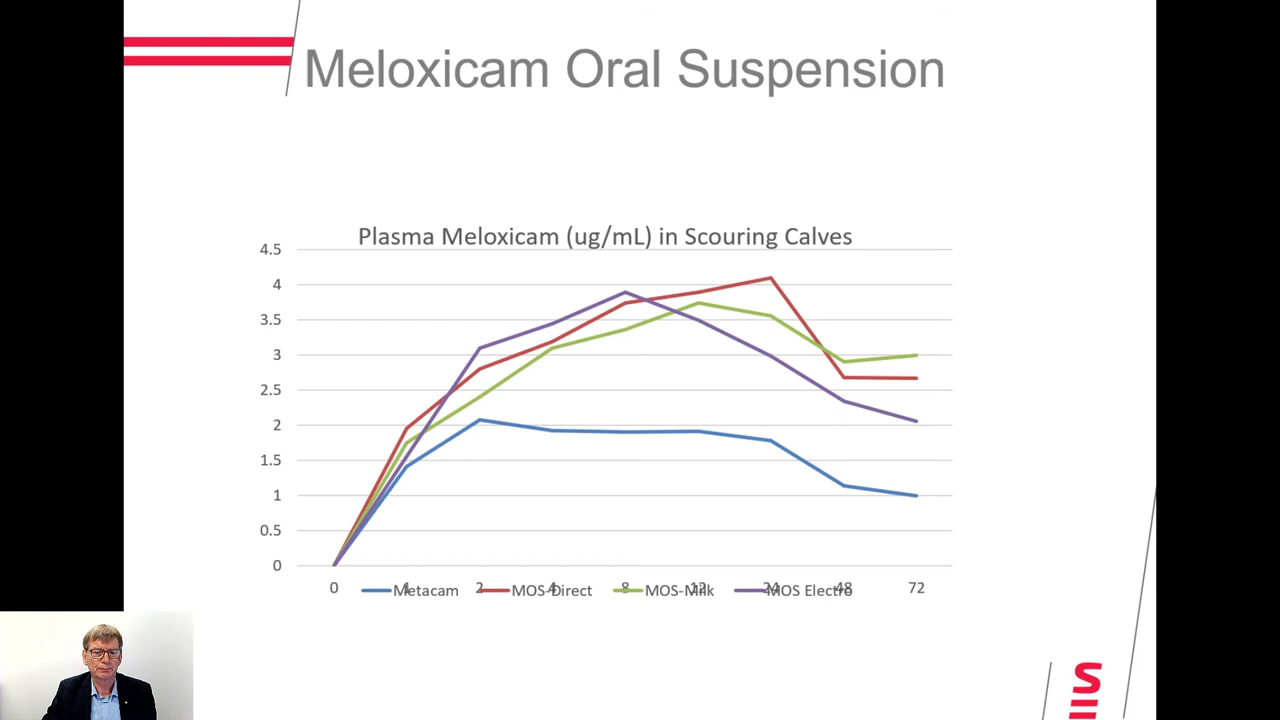 Meloxicam Oral Suspension
Plasma Meloxicam (ug/mL) in Scouring Calves
4.5
4
3.5
3
2.5
2
1.5
1
0.5
0
0 1 2 4 8 12 24 48 72
Metacam MOS-Direct MOS-Milk MOS Electro
S